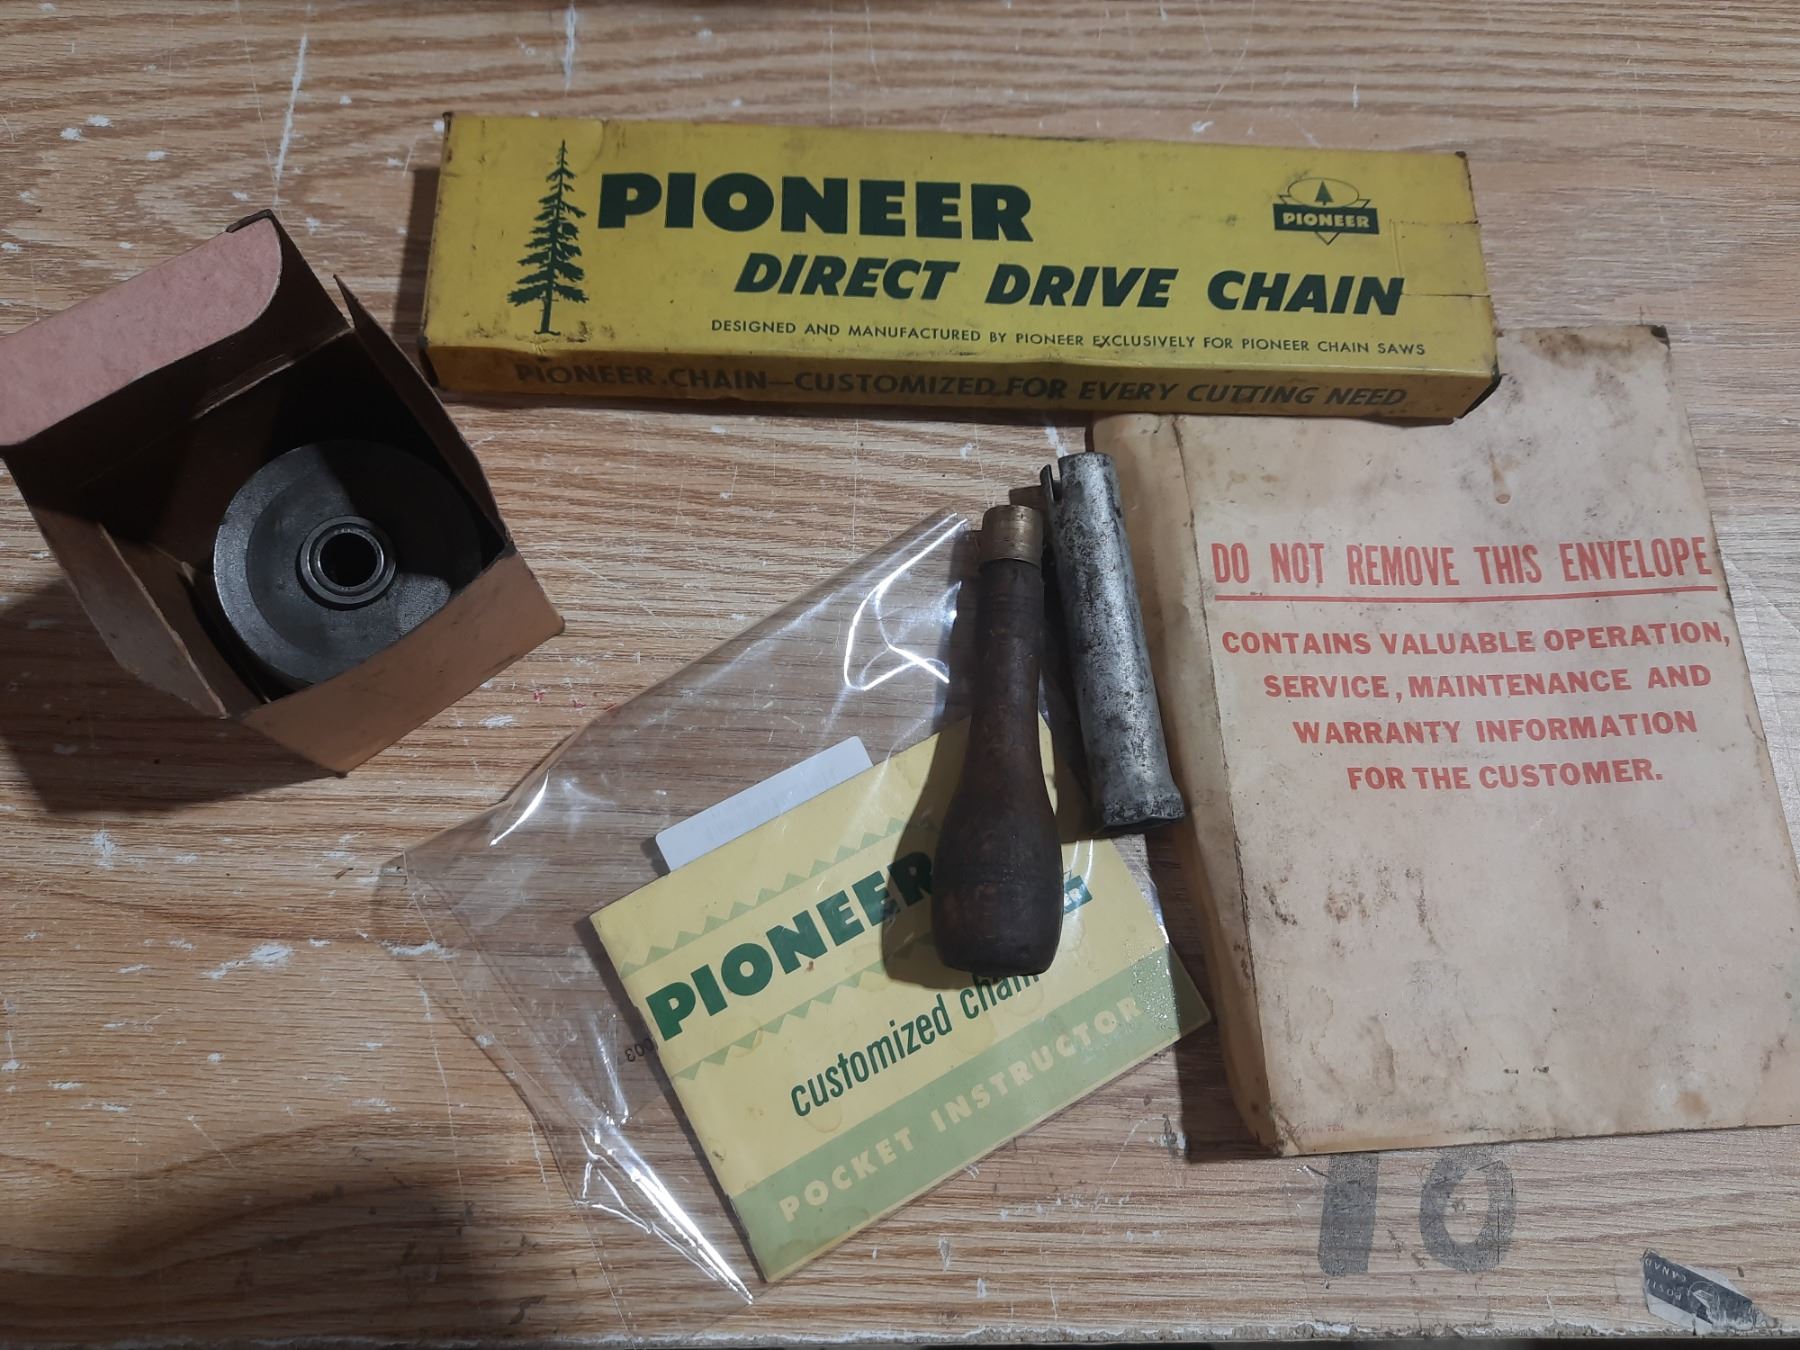 PIONEER
PIONEER
DIRECT DRIVE CHAIN
DESIGNED AND MANUFACTURED BY PIONEER EXCLUSIVELY FOR PIONEER CHAIN SAWS
PIONEER CHAIN—CUSTOMIZED FOR EVERY CUTTING NEED
DO NOT REMOVE THIS ENVELOPE
CONTAINS VALUABLE OPERATION,
SERVICE, MAINTENANCE AND
WARRANTY INFORMATION
FOR THE CUSTOMER.
PIONEER
customized chain
POCKET INSTRUCTOR
10